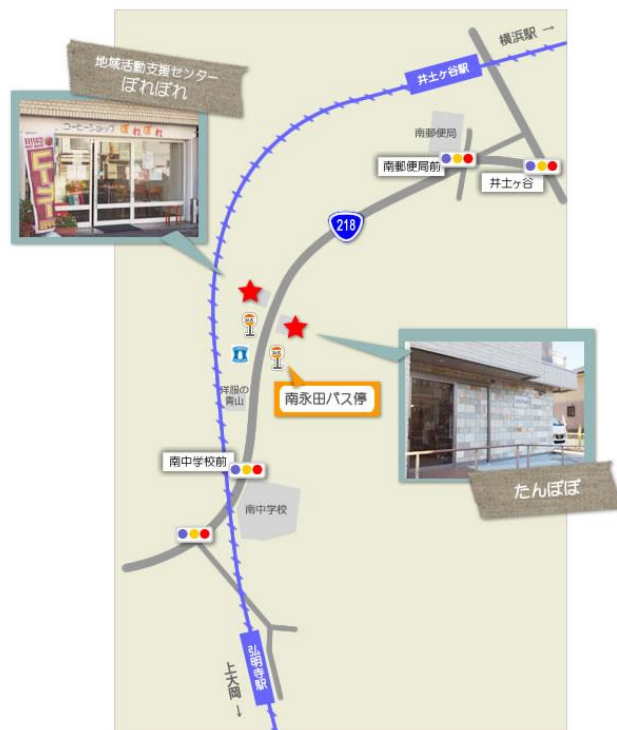 横浜駅 →
地域活動支援センター
ぽれぽれ
井土ヶ谷駅
コーヒーショップ ぽれぽれ
コーヒー
南郵便局
南郵便局前
井土ヶ谷
218
洋服の
青山
南永田バス停
南中学校前
南中学校
たんぽぽ
弘明寺駅
上大岡
↓